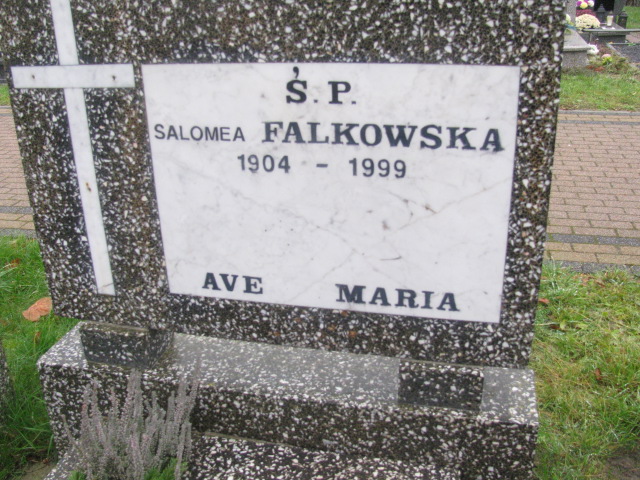 Ś. P.
SALOMEA FALKOWSKA
1904 - 1999
AVE MARIA